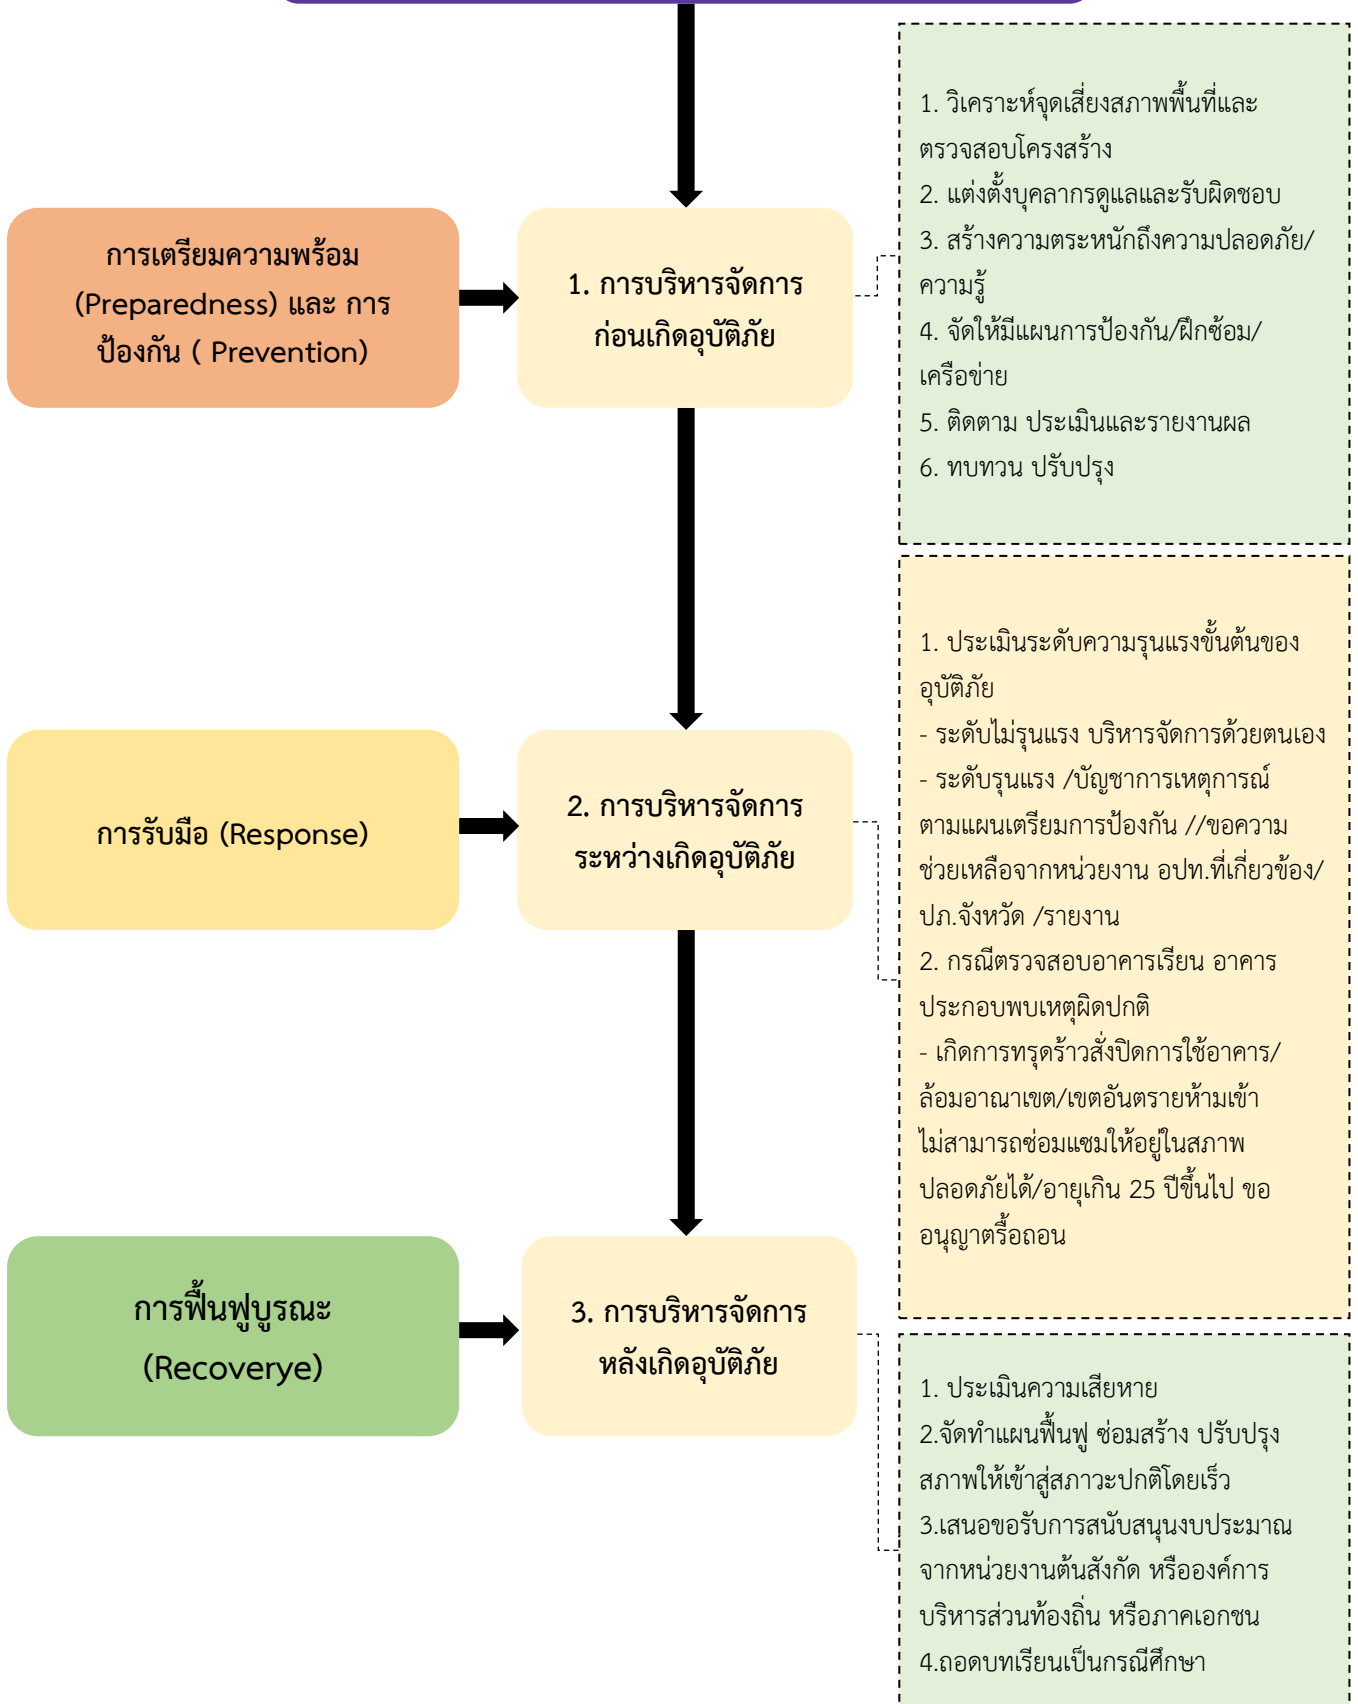 การเตรียมความพร้อม
(Preparedness) และ การ
ป้องกัน ( Prevention)
1. การบริหารจัดการ
ก่อนเกิดอุบัติภัย
1. วิเคราะห์จุดเสี่ยงสภาพพื้นที่และ
ตรวจสอบโครงสร้าง
2. แต่งตั้งบุคลากรดูแลและรับผิดชอบ
3. สร้างความตระหนักถึงความปลอดภัย/
ความรู้
4. จัดให้มีแผนการป้องกัน/ฝึกซ้อม/
เครือข่าย
5. ติดตาม ประเมินและรายงานผล
6. ทบทวน ปรับปรุง
การรับมือ (Response)
2. การบริหารจัดการ
ระหว่างเกิดอุบัติภัย
1. ประเมินระดับความรุนแรงขั้นต้นของ
อุบัติภัย
- ระดับไม่รุนแรง บริหารจัดการด้วยตนเอง
- ระดับรุนแรง /บัญชาการเหตุการณ์
ตามแผนเตรียมการป้องกัน //ขอความ
ช่วยเหลือจากหน่วยงาน อปท.ที่เกี่ยวข้อง/
ปภ.จังหวัด /รายงาน
2. กรณีตรวจสอบอาคารเรียน อาคาร
ประกอบพบเหตุผิดปกติ
- เกิดการทรุดร้าวสั่งปิดการใช้อาคาร/
ล้อมอาณาเขต/เขตอันตรายห้ามเข้า
ไม่สามารถซ่อมแซมให้อยู่ในสภาพ
ปลอดภัยได้/อายุเกิน 25 ปีขึ้นไป ขอ
อนุญาตรื้อถอน
การฟื้นฟูบูรณะ
(Recoverye)
3. การบริหารจัดการ
หลังเกิดอุบัติภัย
1. ประเมินความเสียหาย
2.จัดทำแผนฟื้นฟู ซ่อมสร้าง ปรับปรุง
สภาพให้เข้าสู่สภาวะปกติโดยเร็ว
3.เสนอขอรับการสนับสนุนงบประมาณ
จากหน่วยงานต้นสังกัด หรือองค์การ
บริหารส่วนท้องถิ่น หรือภาคเอกชน
4.ถอดบทเรียนเป็นกรณีศึกษา